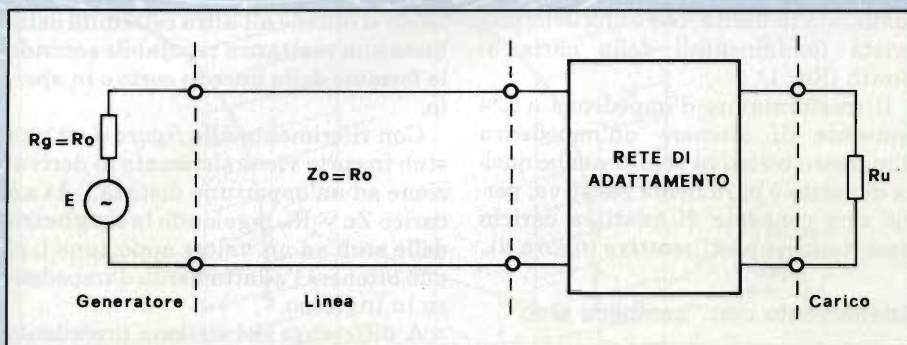 Rg=Ro
E
~
Zo=Ro
RETE DI
ADATTAMENTO
Ru
Generatore
Linea
Carico